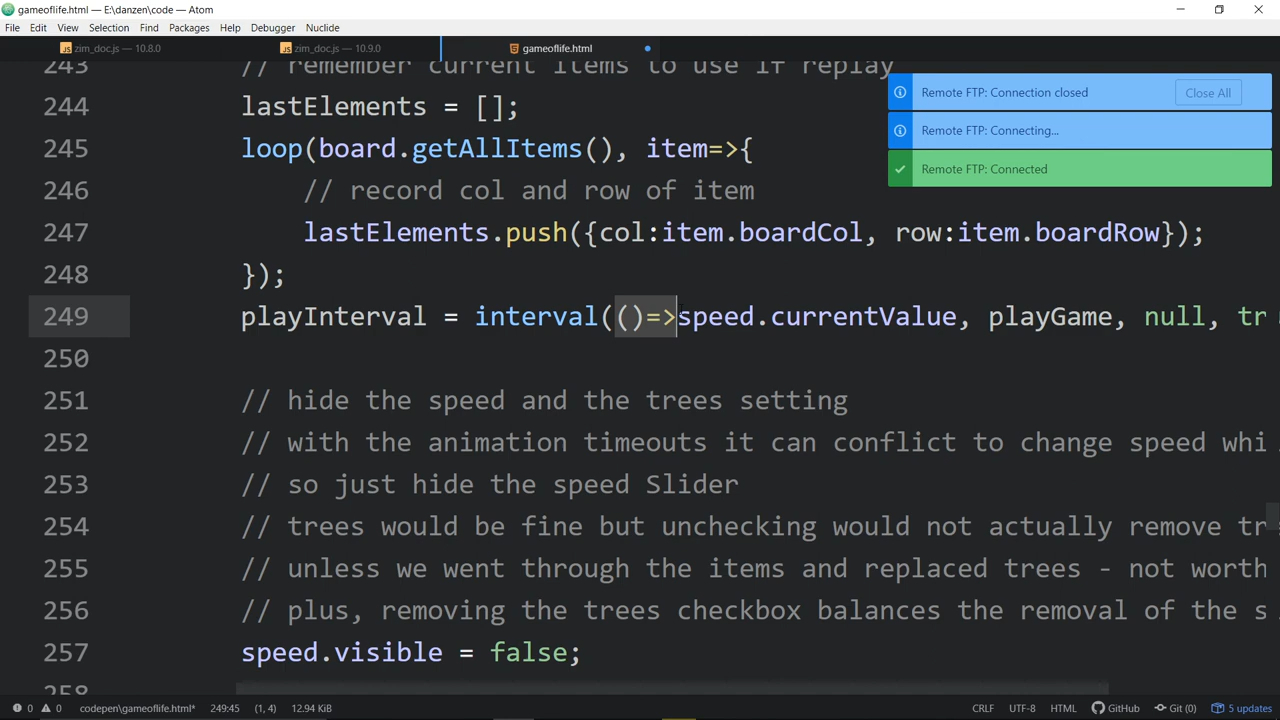 gameoflife.html — E:\danzen\code — Atom
File Edit View Selection Find Packages Help Debugger Nuclide
zim_doc.js — 10.8.0 zim_doc.js — 10.9.0 gameoflife.html
243 // remember current items to use if replay
Remote FTP: Connection closed Close All
244 lastElements = [];
Remote FTP: Connecting...
245 loop(board.getAllItems(), item=>{
Remote FTP: Connected
246 // record col and row of item
247 lastElements.push({col:item.boardCol, row:item.boardRow});
248 });
249 playInterval = interval(()=>speed.currentValue, playGame, null, tr
250
251 // hide the speed and the trees setting
252 // with the animation timeouts it can conflict to change speed whi
253 // so just hide the speed Slider
254 // trees would be fine but unchecking would not actually remove tr
255 // unless we went through the items and replaced trees - not worth
256 // plus, removing the trees checkbox balances the removal of the s
257 speed.visible = false;
258
0 0 codepen\gameoflife.html* 249:45 (1, 4) 12.94 KiB CRLF UTF-8 HTML GitHub Git (0) 5 updates